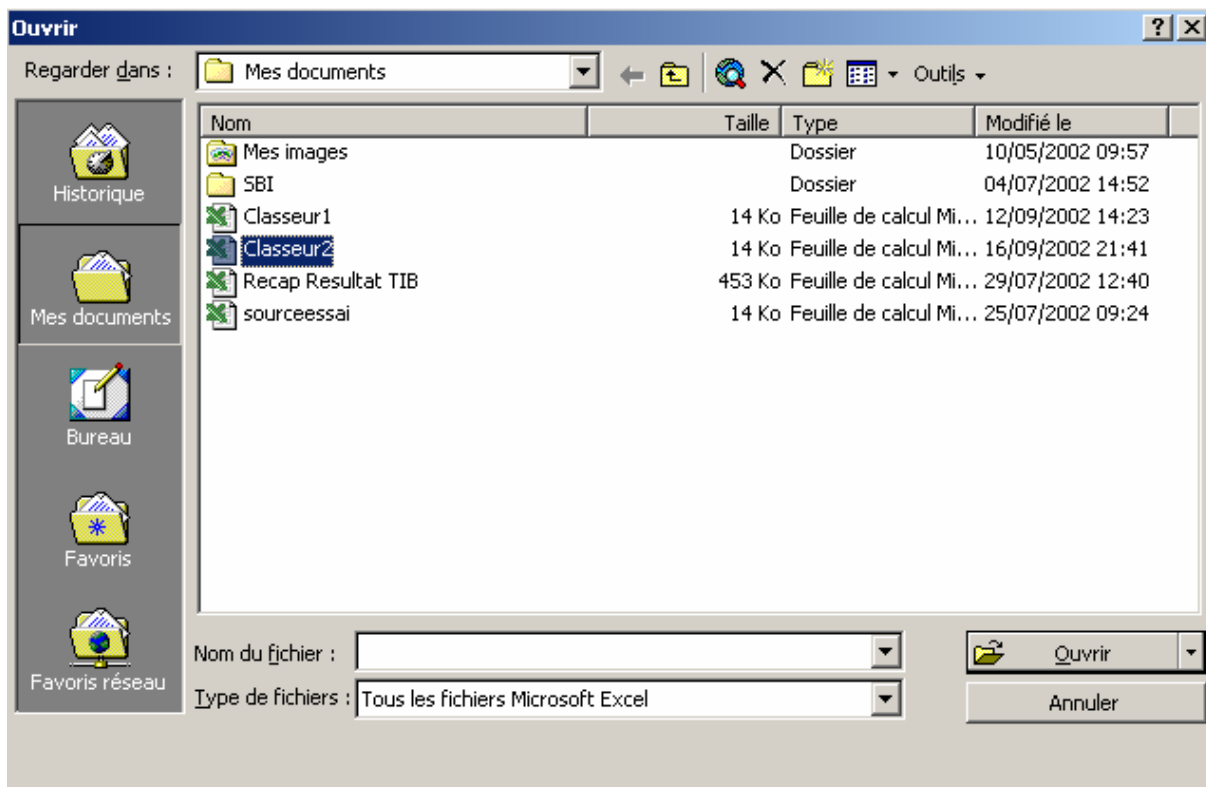 Ouvrir
Regarder dans : Mes documents Outils
Nom Taille Type Modifié le
Mes images Dossier 10/05/2002 09:57
SBI Dossier 04/07/2002 14:52
Classeur1 14 Ko Feuille de calcul Mi... 12/09/2002 14:23
Classeur2 14 Ko Feuille de calcul Mi... 16/09/2002 21:41
Recap Resultat TIB 453 Ko Feuille de calcul Mi... 29/07/2002 12:40
sourceessai 14 Ko Feuille de calcul Mi... 25/07/2002 09:24
Historique
Mes documents
Bureau
Favoris
Favoris réseau
Nom du fichier : Ouvrir
Type de fichiers : Tous les fichiers Microsoft Excel Annuler